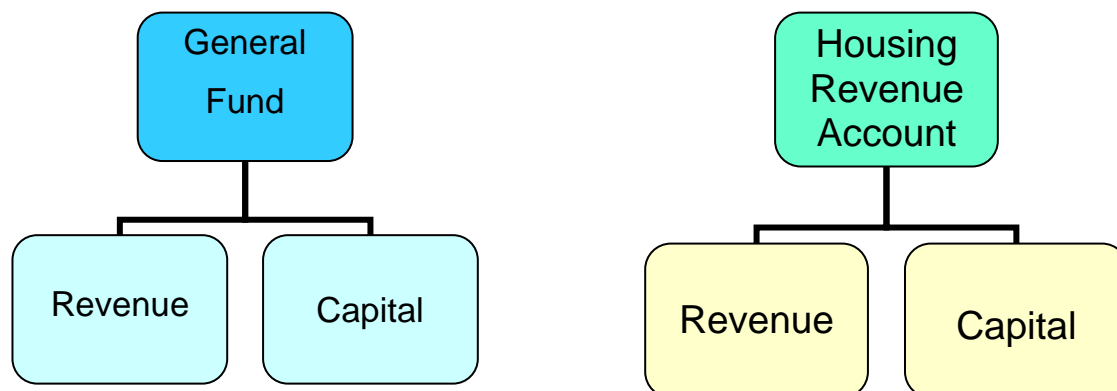 General
Fund
Housing
Revenue
Account
Revenue
Capital
Revenue
Capital